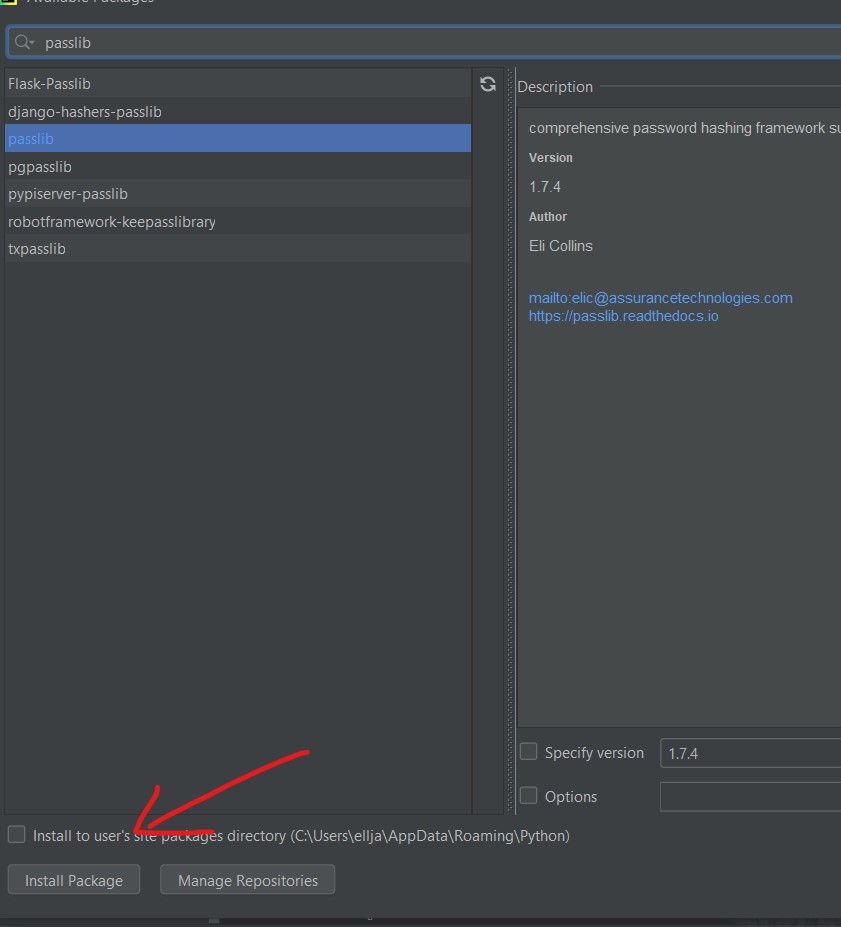 Available Packages
passlib
Flask-Passlib
django-hashers-passlib
passlib
pgpasslib
pypiserver-passlib
robotframework-keepasslibrary
txpasslib
Description
comprehensive password hashing framework su
Version
1.7.4
Author
Eli Collins
mailto:elic@assurancetechnologies.com
https://passlib.readthedocs.io
Specify version
1.7.4
Options
Install to user's site packages directory (C:\Users\ellja\AppData\Roaming\Python)
Install Package
Manage Repositories